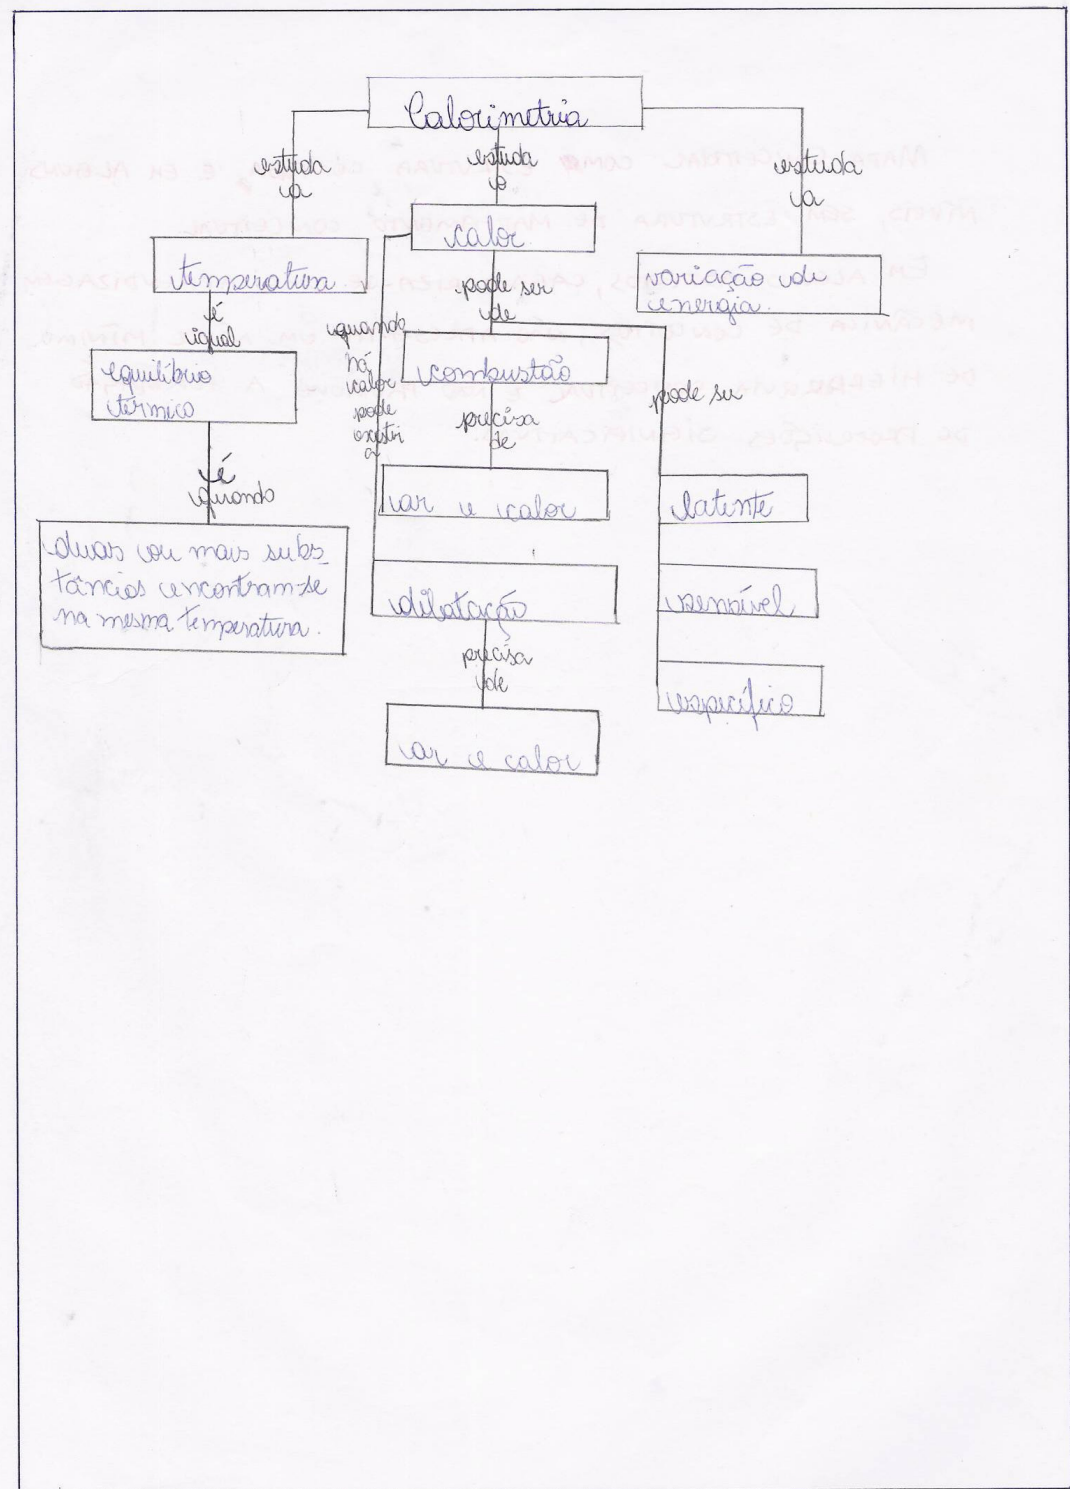 Calorimetria
estuda
a
estuda
o
estuda
a
temperatura
calor
variação de
energia.
é
igual
equilíbrio
térmico
é
quando
duas ou mais subs-
tâncias encontram-se
na mesma temperatura.
pode ser
de
combustão
precisa
de
ar e calor
quando
há
calor
pode
existir
a
dilatação
precisa
de
ar e calor
pode ser
latente
sensível
específico